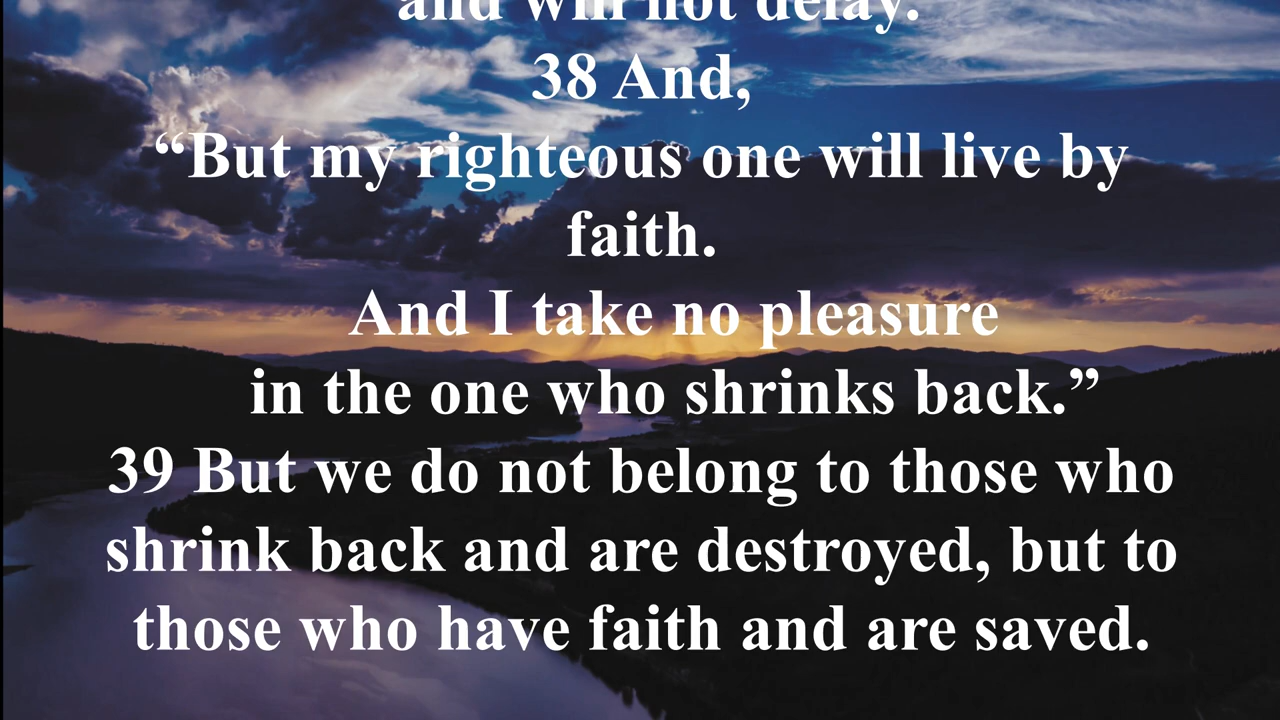 and will not delay.
38 And,
“But my righteous one will live by
faith.
And I take no pleasure
in the one who shrinks back.”
39 But we do not belong to those who
shrink back and are destroyed, but to
those who have faith and are saved.